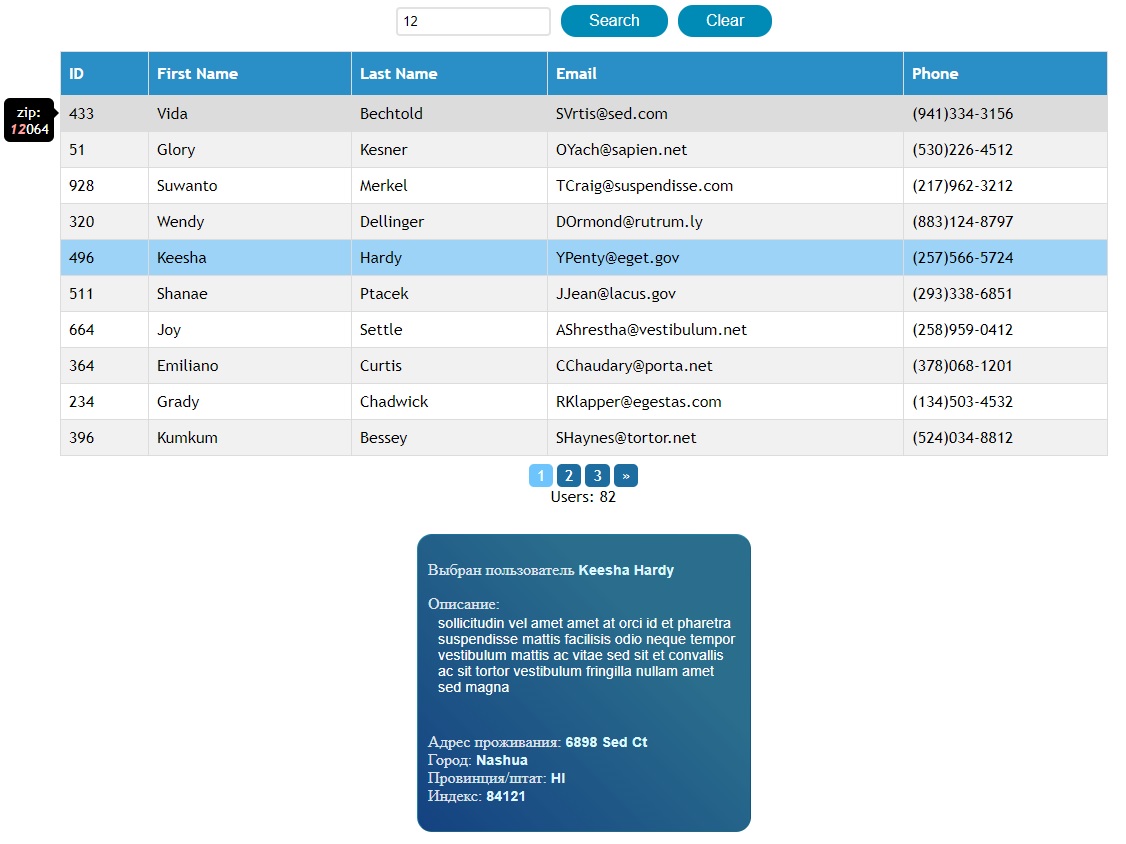 12 Search Clear
ID First Name Last Name Email Phone
zip:
12064
433 Vida Bechtold SVrtis@sed.com (941)334-3156
51 Glory Kesner OYach@sapien.net (530)226-4512
928 Suwanto Merkel TCraig@suspendisse.com (217)962-3212
320 Wendy Dellinger DOrmond@rutrum.ly (883)124-8797
496 Keesha Hardy YPenty@eget.gov (257)566-5724
511 Shanae Ptacek JJean@lacus.gov (293)338-6851
664 Joy Settle AShrestha@vestibulum.net (258)959-0412
364 Emiliano Curtis CChaudary@porta.net (378)068-1201
234 Grady Chadwick RKlapper@egestas.com (134)503-4532
396 Kumkum Bessey SHaynes@tortor.net (524)034-8812
1 2 3 »
Users: 82
Выбран пользователь Keesha Hardy
Описание:
sollicitudin vel amet amet at orci id et pharetra
suspendisse mattis facilisis odio neque tempor
vestibulum mattis ac vitae sed sit et convallis
ac sit tortor vestibulum fringilla nullam amet
sed magna
Адрес проживания: 6898 Sed Ct
Город: Nashua
Провинция/штат: HI
Индекс: 84121